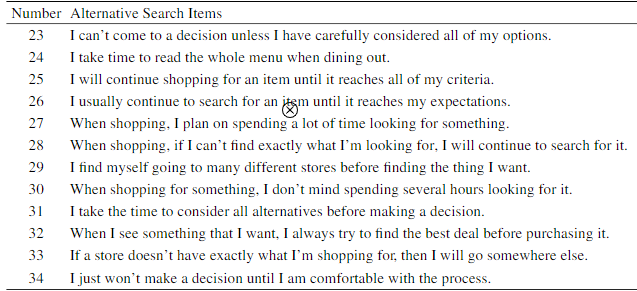 Number Alternative Search Items
23 I can't come to a decision unless I have carefully considered all of my options.
24 I take time to read the whole menu when dining out.
25 I will continue shopping for an item until it reaches all of my criteria.
26 I usually continue to search for an item until it reaches my expectations.
27 When shopping, I plan on spending a lot of time looking for something.
28 When shopping, if I can't find exactly what I'm looking for, I will continue to search for it.
29 I find myself going to many different stores before finding the thing I want.
30 When shopping for something, I don't mind spending several hours looking for it.
31 I take the time to consider all alternatives before making a decision.
32 When I see something that I want, I always try to find the best deal before purchasing it.
33 If a store doesn't have exactly what I'm shopping for, then I will go somewhere else.
34 I just won't make a decision until I am comfortable with the process.